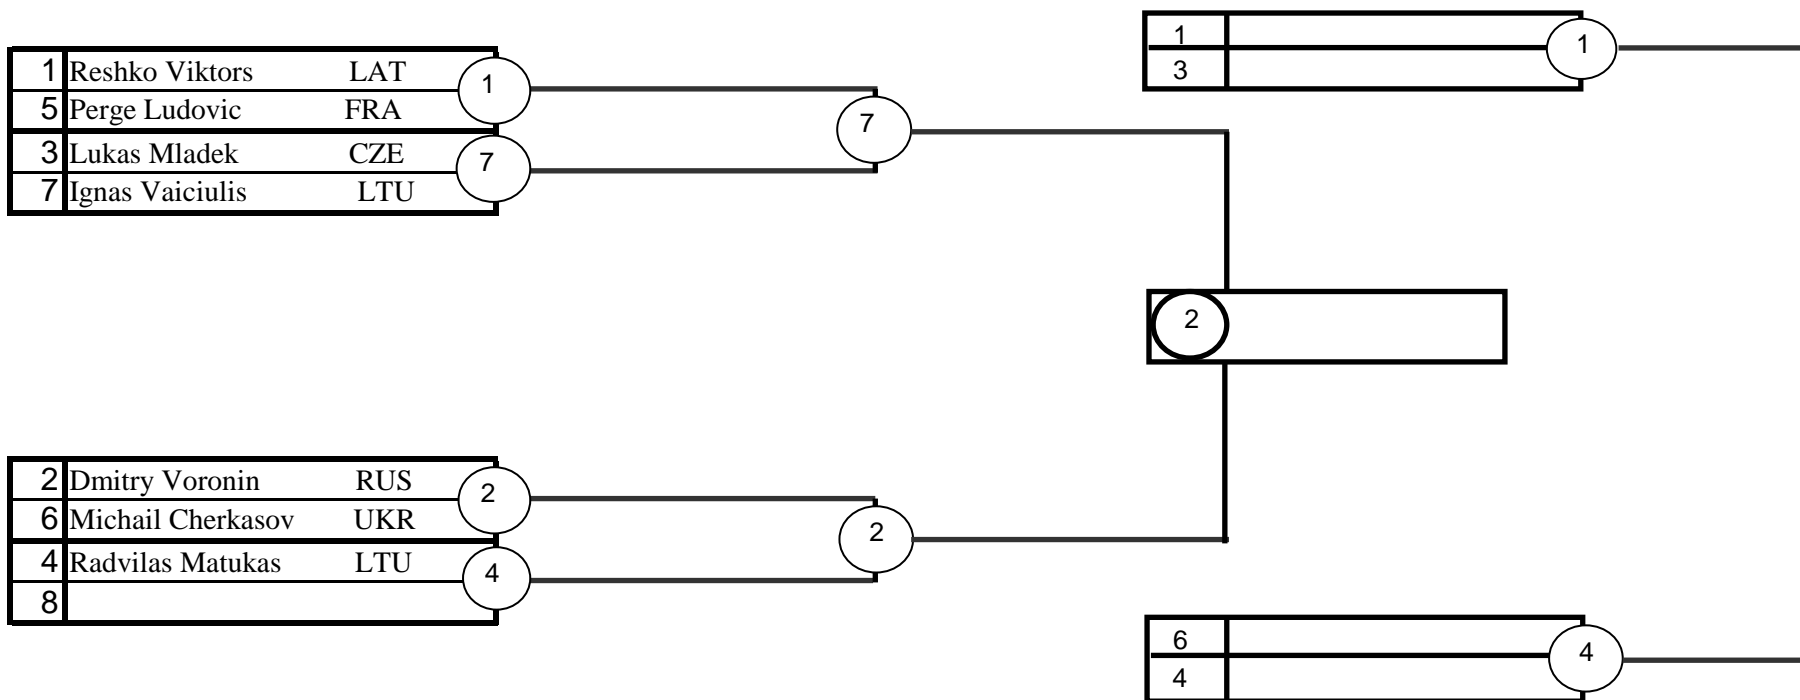 1
3
1
1 Reshko Viktors LAT
5 Perge Ludovic FRA
1
3 Lukas Mladek CZE
7 Ignas Vaiciulis LTU
7
7
2
2 Dmitry Voronin RUS
6 Michail Cherkasov UKR
2
4 Radvilas Matukas LTU
8
4
2
6
4
4